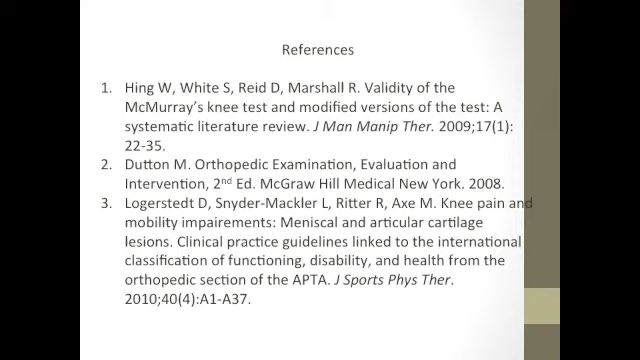 References
1. Hing W, White S, Reid D, Marshall R. Validity of the
McMurray's knee test and modified versions of the test: A
systematic literature review. J Man Manip Ther. 2009;17(1):
22-35.
2. Dutton M. Orthopedic Examination, Evaluation and
Intervention, 2nd Ed. McGraw Hill Medical New York. 2008.
3. Logerstedt D, Snyder-Mackler L, Ritter R, Axe M. Knee pain and
mobility impairments: Meniscal and articular cartilage
lesions. Clinical practice guidelines linked to the international
classification of functioning, disability, and health from the
orthopedic section of the APTA. J Sports Phys Ther.
2010;40(4):A1-A37.